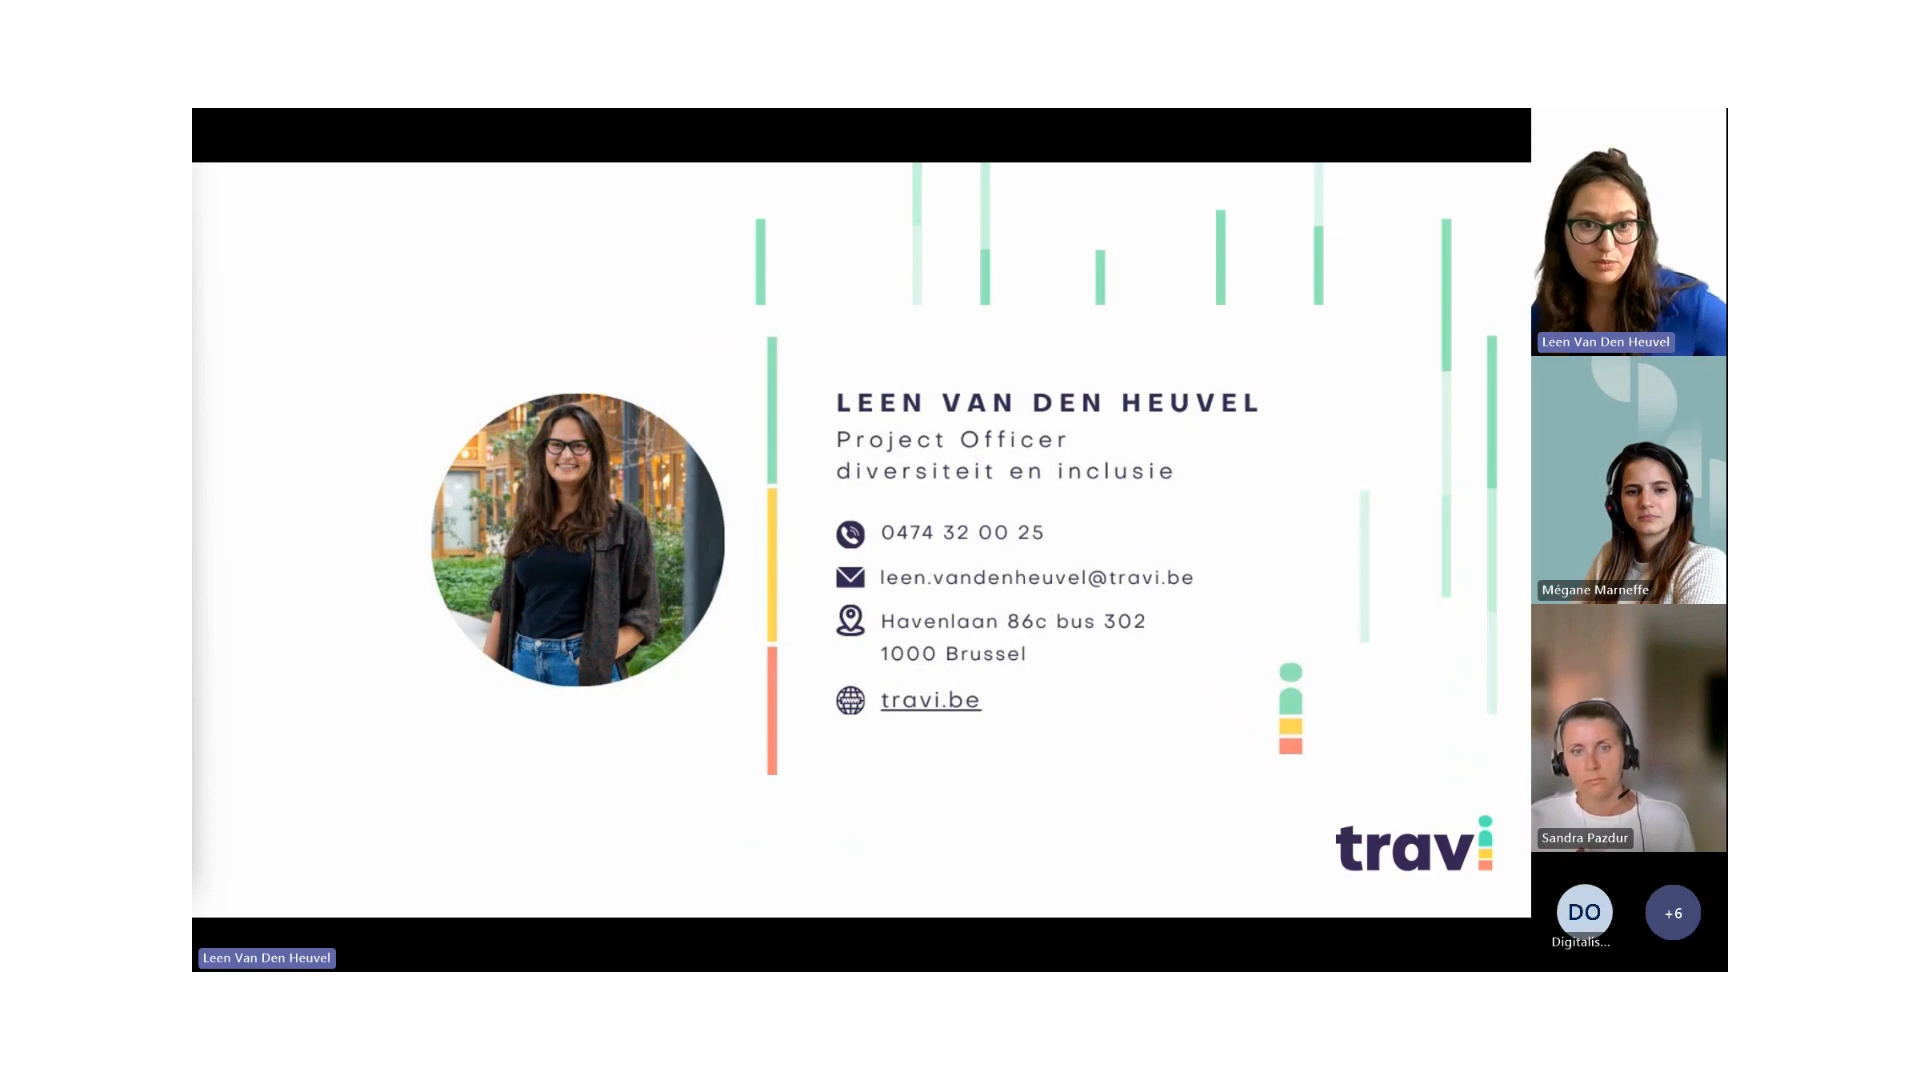 LEEN VAN DEN HEUVEL
Project Officer
diversiteit en inclusie
0474 32 00 25
leen.vandenheuvel@travi.be
Havenlaan 86c bus 302
1000 Brussel
travi.be
travi
Leen Van Den Heuvel
Leen Van Den Heuvel
Mégane Marneffe
Sandra Pazdur
DO
Digitalis...
+6